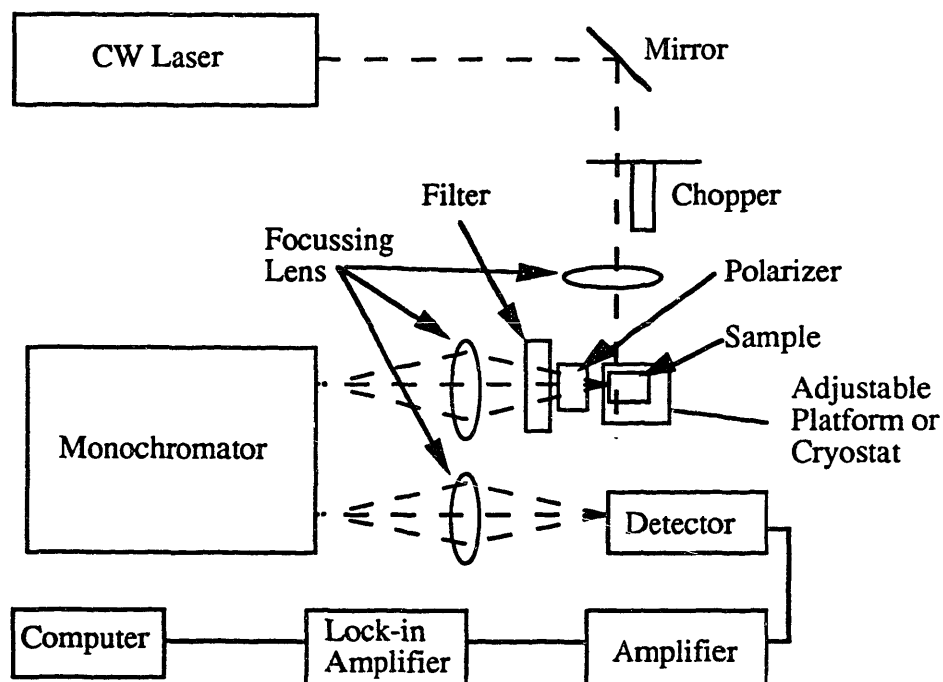 CW Laser
Mirror
Chopper
Filter
Focussing
Lens
Polarizer
Sample
Adjustable
Platform or
Cryostat
Monochromator
Detector
Computer
Lock-in
Amplifier
Amplifier